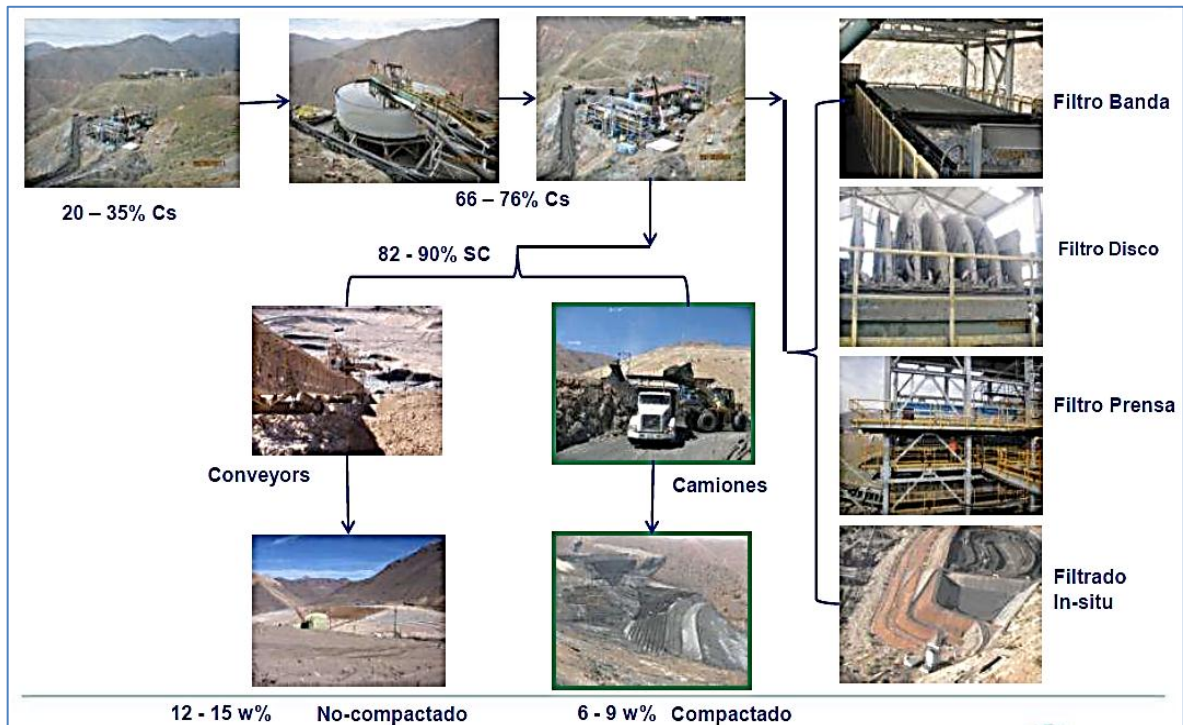 20 – 35% Cs
66 – 76% Cs
82 - 90% SC
Conveyors
Camiones
Filtro Banda
Filtro Disco
Filtro Prensa
Filtrado
In-situ
12 - 15 w% No-compactado
6 - 9 w% Compactado